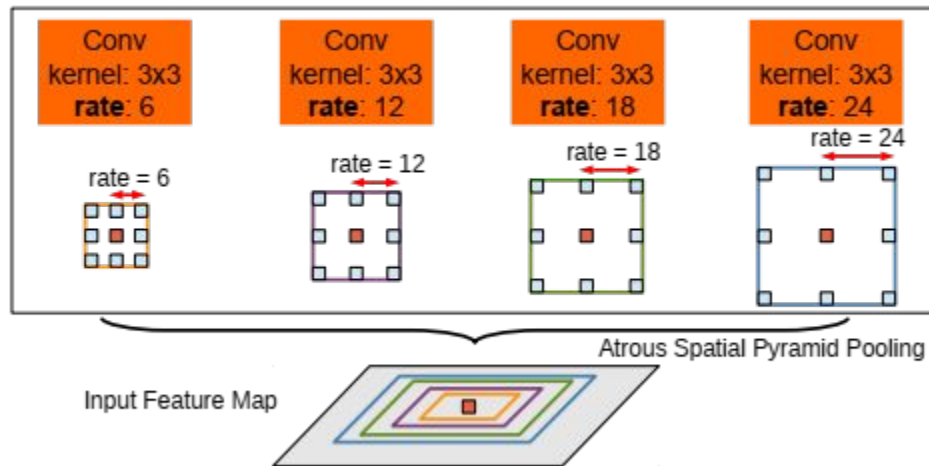 Conv
kernel: 3x3
rate: 6
Conv
kernel: 3x3
rate: 12
Conv
kernel: 3x3
rate: 18
Conv
kernel: 3x3
rate: 24
rate = 6
rate = 12
rate = 18
rate = 24
Atrous Spatial Pyramid Pooling
Input Feature Map